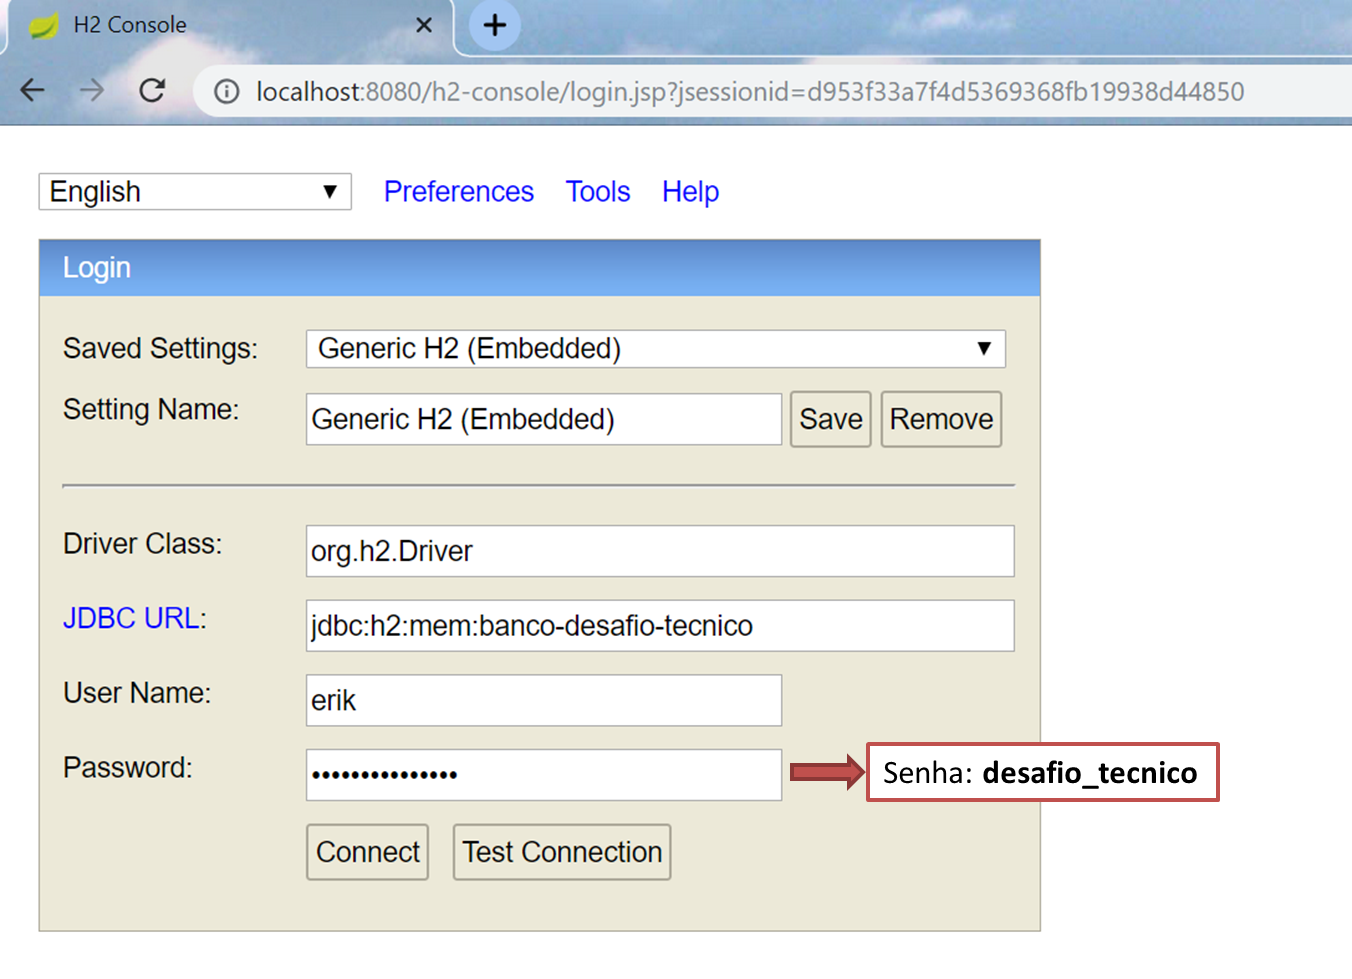 H2 Console
localhost:8080/h2-console/login.jsp?jsessionid=d953f33a7f4d5369368fb19938d44850
English Preferences Tools Help
Login
Saved Settings: Generic H2 (Embedded)
Setting Name: Generic H2 (Embedded) Save Remove
Driver Class: org.h2.Driver
JDBC URL: jdbc:h2:mem:banco-desafio-tecnico
User Name: erik
Password: ••••••••••••••• Senha: desafio_tecnico
Connect Test Connection